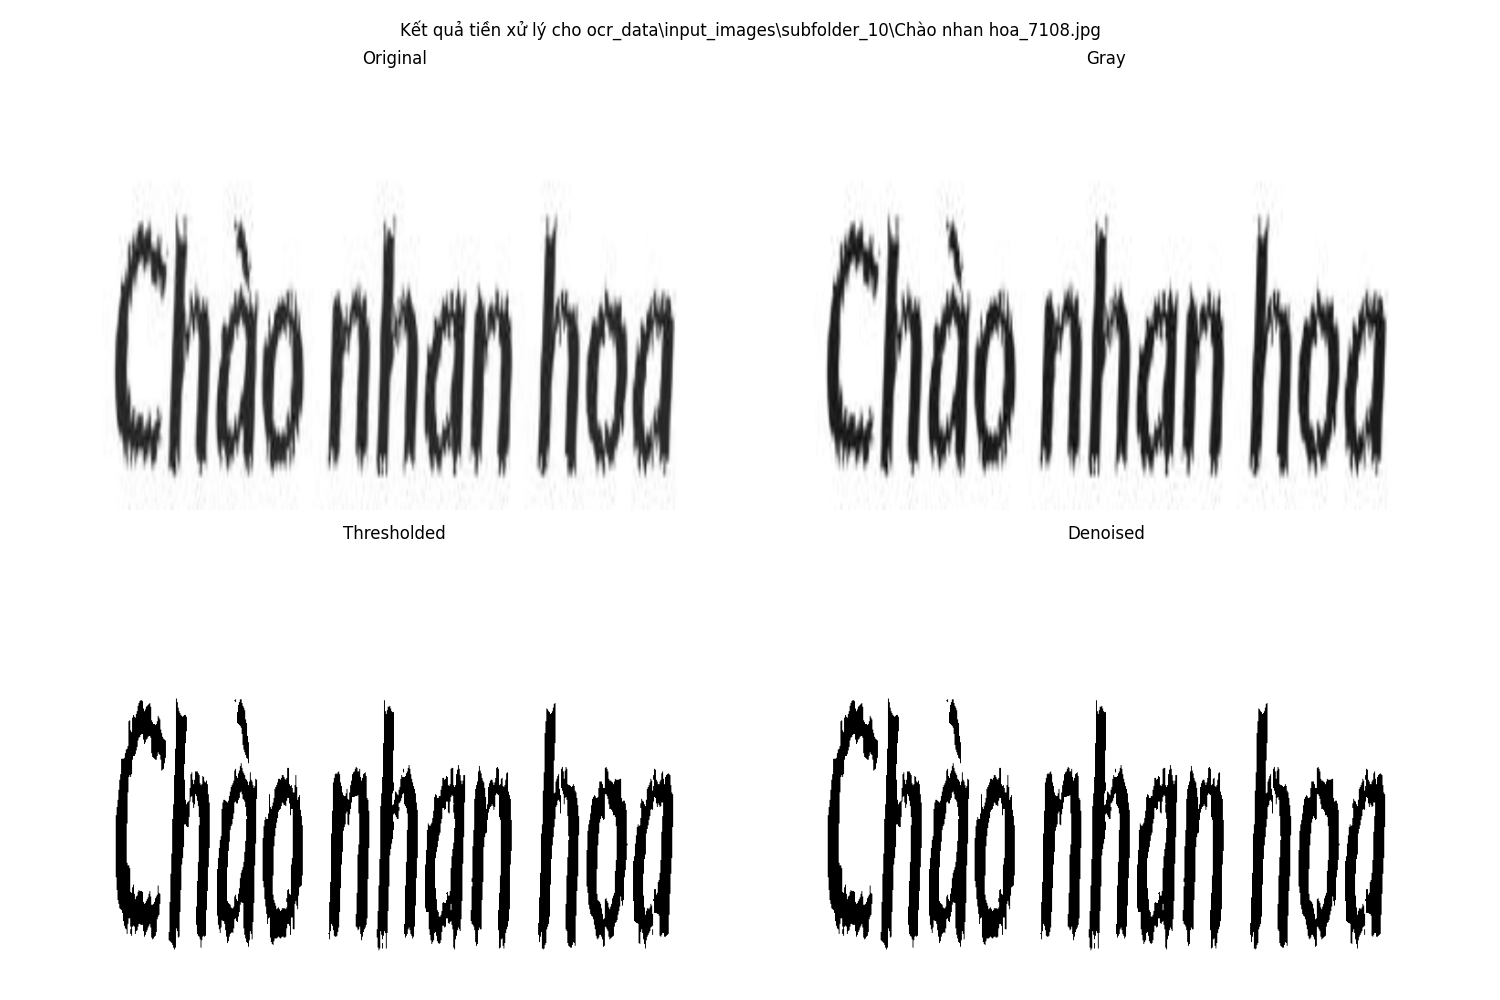 Kết quả tiền xử lý cho ocr_data\input_images\subfolder_10\Chào nhan hoa_7108.jpg
Original
Gray
Chào nhan hoa
Chào nhan hoa
Thresholded
Denoised
Chào nhan hoa
Chào nhan hoa